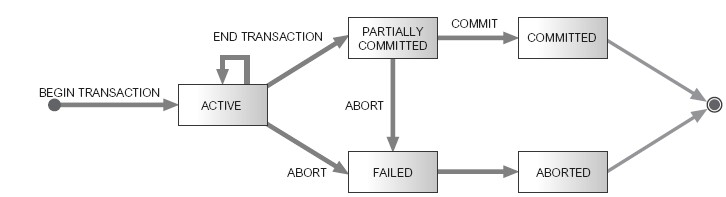 PARTIALLY
COMMITTED
COMMIT
COMMITTED
END TRANSACTION
BEGIN TRANSACTION
ACTIVE
ABORT
ABORT
FAILED
ABORTED